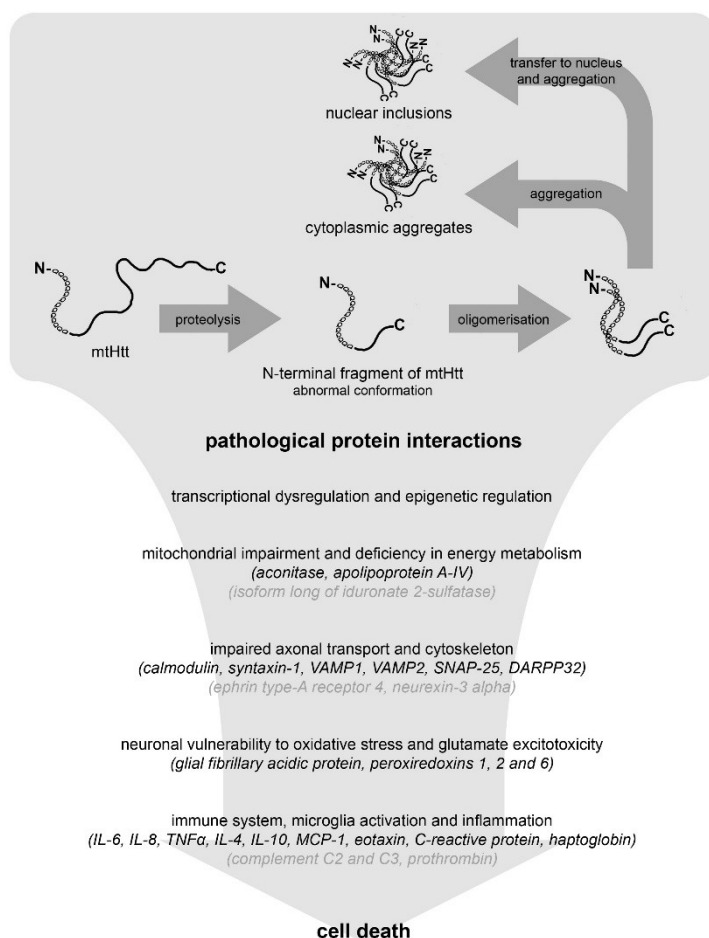 N-
N-
C
C
N
N
N-
N-
C
C
C
C
transfer to nucleus
and aggregation
nuclear inclusions
N-
N-
C
C
N
N
N-
N-
C
C
C
C
aggregation
cytoplasmic aggregates
N-
C
N-
C
N-
N-
C
C
proteolysis
oligomerisation
mtHtt
N-terminal fragment of mtHtt
abnormal conformation
pathological protein interactions
transcriptional dysregulation and epigenetic regulation
mitochondrial impairment and deficiency in energy metabolism
(aconitase, apolipoprotein A-IV)
(isoform long of iduronate 2-sulfatase)
impaired axonal transport and cytoskeleton
(calmodulin, syntaxin-1, VAMP1, VAMP2, SNAP-25, DARPP32)
(ephrin type-A receptor 4, neurexin-3 alpha)
neuronal vulnerability to oxidative stress and glutamate excitotoxicity
(glial fibrillary acidic protein, peroxiredoxins 1, 2 and 6)
immune system, microglia activation and inflammation
(IL-6, IL-8, TNFα, IL-4, IL-10, MCP-1, eotaxin, C-reactive protein, haptoglobin)
(complement C2 and C3, prothrombin)
cell death